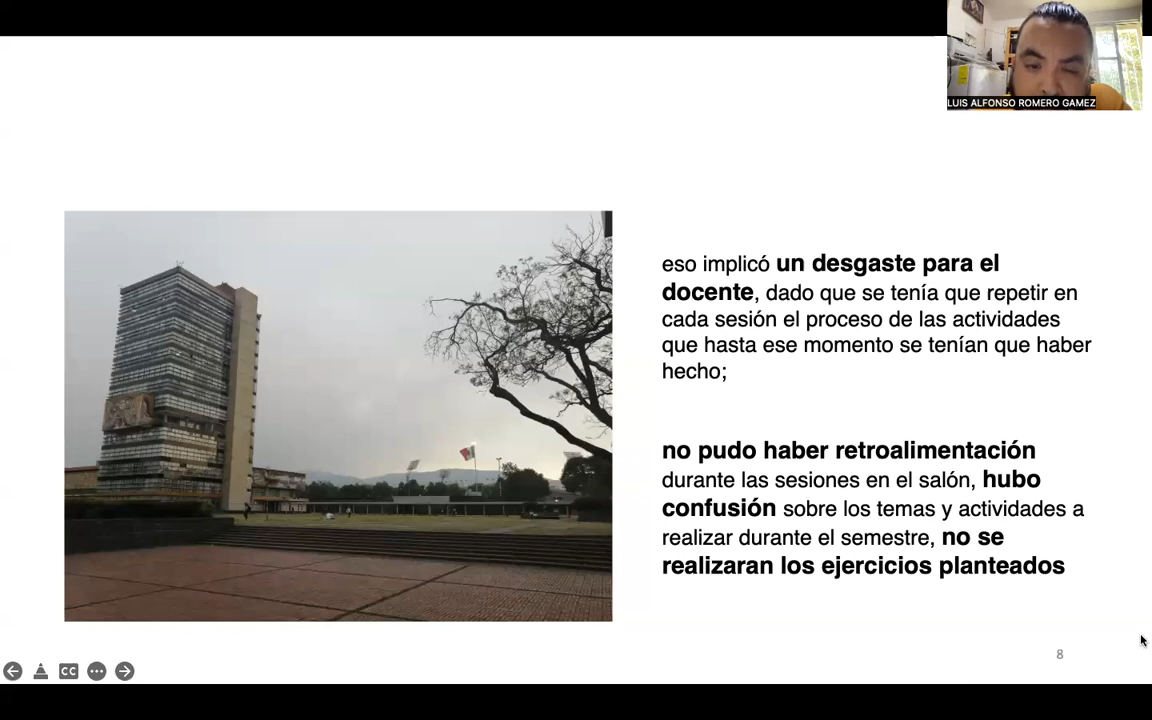 LUIS ALFONSO ROMERO GAMEZ
eso implicó un desgaste para el
docente, dado que se tenía que repetir en
cada sesión el proceso de las actividades
que hasta ese momento se tenían que haber
hecho;
no pudo haber retroalimentación
durante las sesiones en el salón, hubo
confusión sobre los temas y actividades a
realizar durante el semestre, no se
realizaran los ejercicios planteados
8
CC